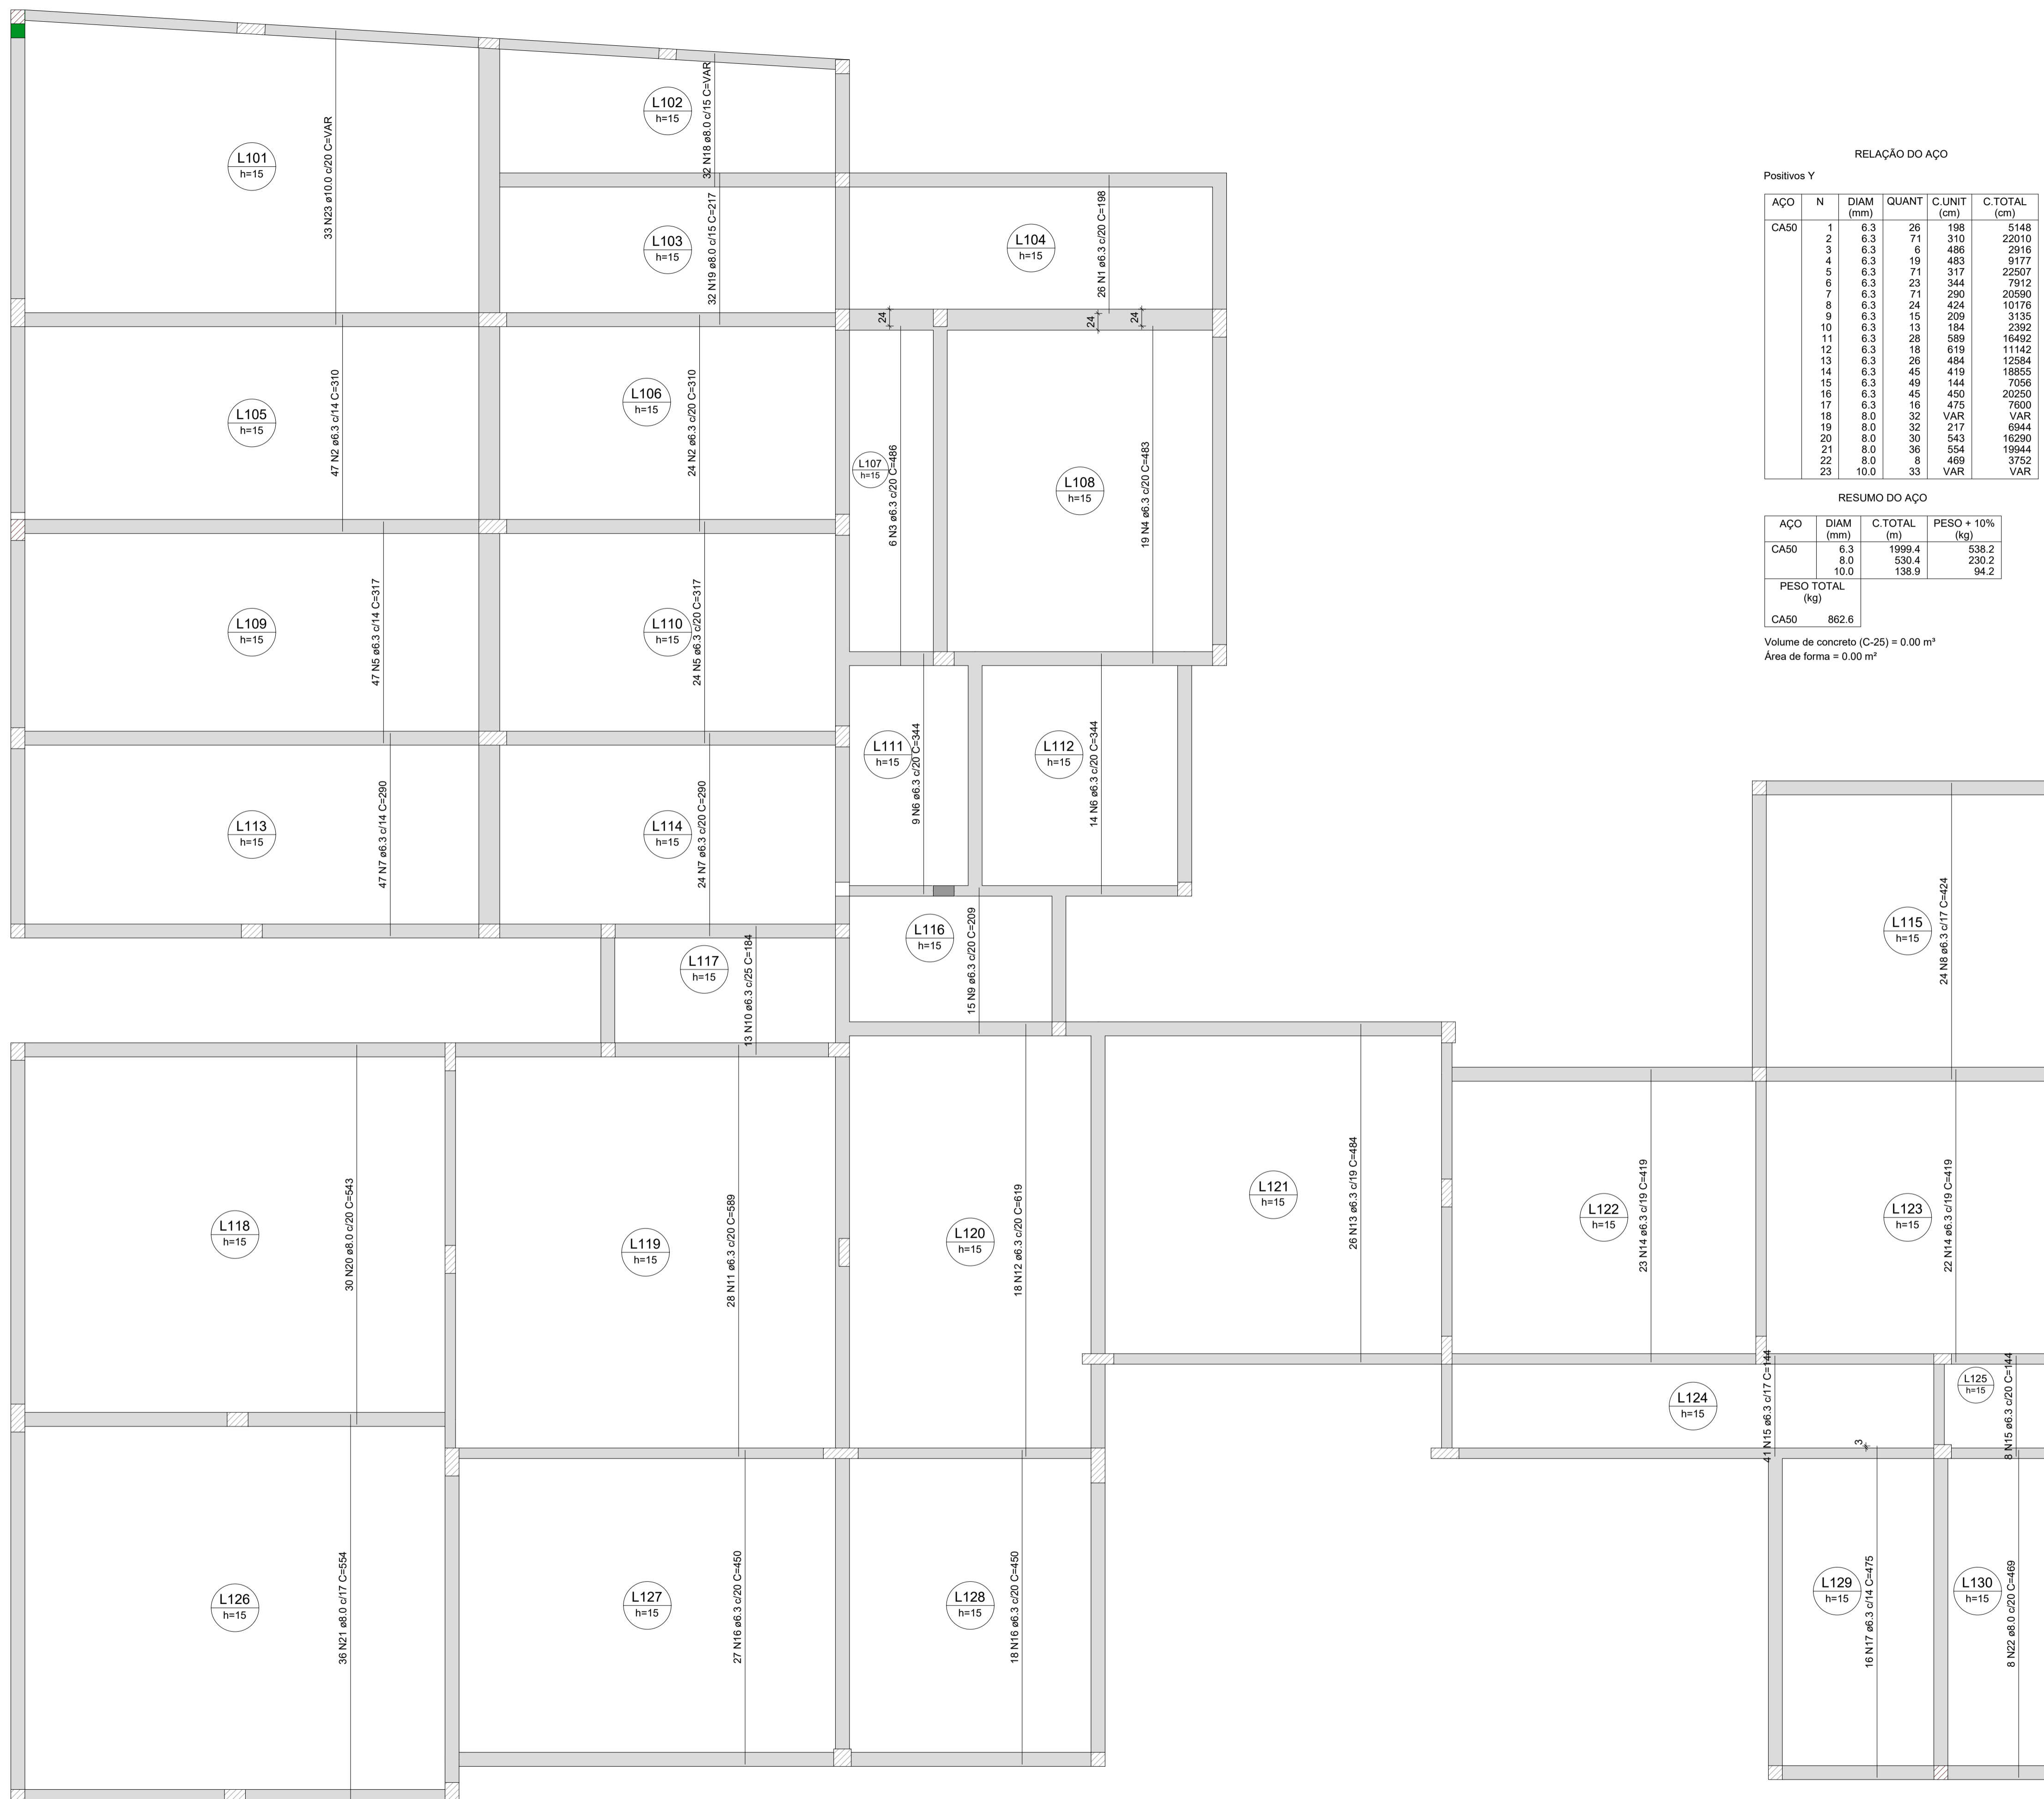 L101
h=15
33 N23 ø10.0 c/20 C=VAR
L102
h=15
32 N18 ø8.0 c/15 C=VAR
L103
h=15
32 N19 ø8.0 c/15 C=217
L104
h=15
26 N1 ø6.3 c/20 C=198
24
24
24
L105
h=15
47 N2 ø6.3 c/14 C=310
L106
h=15
24 N2 ø6.3 c/20 C=310
L107
h=15
6 N3 ø6.3 c/20 C=486
L108
h=15
19 N4 ø6.3 c/20 C=483
L109
h=15
47 N5 ø6.3 c/14 C=317
L110
h=15
24 N5 ø6.3 c/20 C=317
L111
h=15
9 N6 ø6.3 c/20 C=344
L112
h=15
14 N6 ø6.3 c/20 C=344
L113
h=15
47 N7 ø6.3 c/14 C=290
L114
h=15
24 N7 ø6.3 c/20 C=290
L115
h=15
24 N8 ø6.3 c/17 C=424
L116
h=15
15 N9 ø6.3 c/20 C=209
L117
h=15
13 N10 ø6.3 c/25 C=184
L118
h=15
30 N20 ø8.0 c/20 C=543
L119
h=15
28 N11 ø6.3 c/20 C=589
L120
h=15
18 N12 ø6.3 c/20 C=619
L121
h=15
26 N13 ø6.3 c/19 C=484
L122
h=15
23 N14 ø6.3 c/19 C=419
L123
h=15
22 N14 ø6.3 c/19 C=419
L124
h=15
41 N15 ø6.3 c/17 C=144
3
L125
h=15
8 N15 ø6.3 c/20 C=144
L126
h=15
36 N21 ø8.0 c/17 C=554
L127
h=15
27 N16 ø6.3 c/20 C=450
L128
h=15
18 N16 ø6.3 c/20 C=450
L129
h=15
16 N17 ø6.3 c/14 C=475
L130
h=15
8 N22 ø8.0 c/20 C=469
RELAÇÃO DO AÇO
Positivos Y
AÇO N DIAM QUANT C.UNIT C.TOTAL
(mm) (cm) (cm)
CA50 1 6.3 26 198 5148
2 6.3 71 310 22010
3 6.3 6 486 2916
4 6.3 19 483 9177
5 6.3 71 317 22507
6 6.3 23 344 7912
7 6.3 71 290 20590
8 6.3 24 424 10176
9 6.3 15 209 3135
10 6.3 13 184 2392
11 6.3 28 589 16492
12 6.3 18 619 11142
13 6.3 26 484 12584
14 6.3 45 419 18855
15 6.3 49 144 7056
16 6.3 45 450 20250
17 6.3 16 475 7600
18 8.0 32 VAR VAR
19 8.0 32 217 6944
20 8.0 30 543 16290
21 8.0 36 554 19944
22 8.0 8 469 3752
23 10.0 33 VAR VAR
RESUMO DO AÇO
AÇO DIAM C.TOTAL PESO + 10%
(mm) (m) (kg)
CA50 6.3 1999.4 538.2
8.0 530.4 230.2
10.0 138.9 94.2
PESO TOTAL
(kg)
CA50 862.6
Volume de concreto (C-25) = 0.00 m³
Área de forma = 0.00 m²